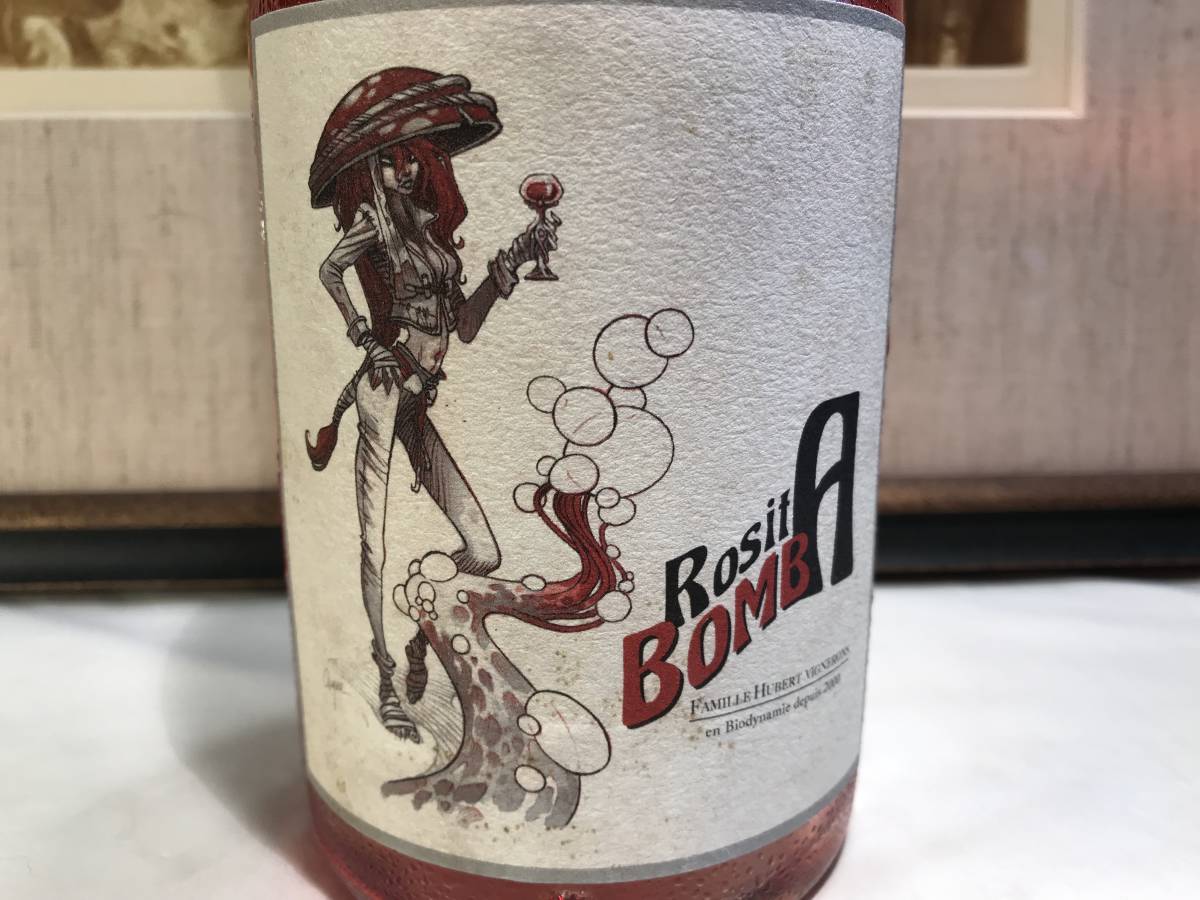 RositA
BOMBA
FAMILLE HUBERT VIGNERONS
en Biodynamie depuis 2000